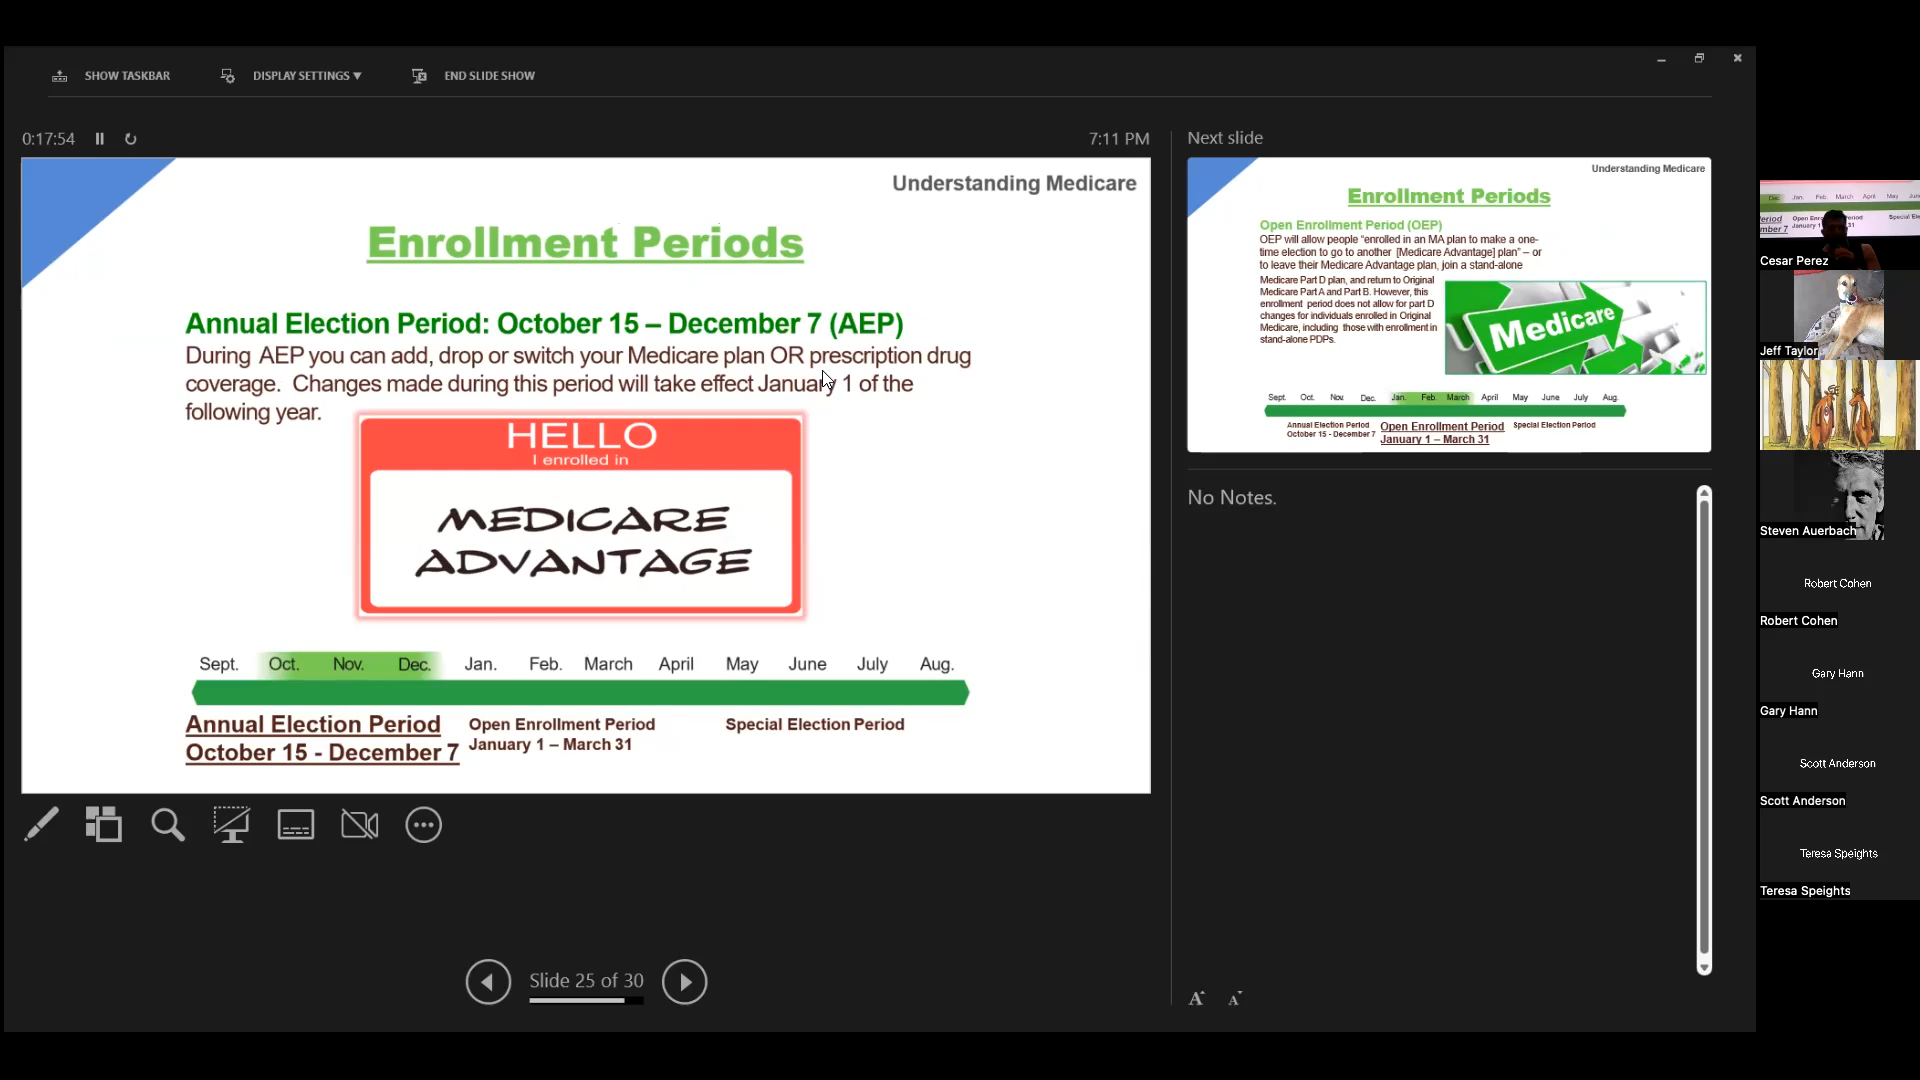 SHOW TASKBAR
DISPLAY SETTINGS ▼
END SLIDE SHOW
0:17:54
7:11 PM
Understanding Medicare
Enrollment Periods
Annual Election Period: October 15 – December 7 (AEP)
During AEP you can add, drop or switch your Medicare plan OR prescription drug
coverage. Changes made during this period will take effect January 1 of the
following year.
HELLO
I enrolled in
MEDICARE
ADVANTAGE
Sept. Oct. Nov. Dec. Jan. Feb. March April May June July Aug.
Annual Election Period
October 15 - December 7
Open Enrollment Period
January 1 – March 31
Special Election Period
Slide 25 of 30
Next slide
Understanding Medicare
Enrollment Periods
Open Enrollment Period (OEP)
OEP will allow people "enrolled in an MA plan to make a one-
time election to go to another [Medicare Advantage] plan" – or
to leave their Medicare Advantage plan, join a stand-alone
Medicare Part D plan, and return to Original
Medicare Part A and Part B. However, this
enrollment period does not allow for part D
changes for individuals enrolled in Original
Medicare, including those with enrollment in
stand-alone PDPs.
Medicare
Sept. Oct. Nov. Dec. Jan. Feb. March April May June July Aug.
Annual Election Period
October 15 - December 7
Open Enrollment Period
January 1 – March 31
Special Election Period
No Notes.
A A
Dec. Jan. Feb. March April May June
Cesar Perez
Jeff Taylor
Steven Auerbach
Robert Cohen
Robert Cohen
Gary Hann
Gary Hann
Scott Anderson
Scott Anderson
Teresa Speights
Teresa Speights